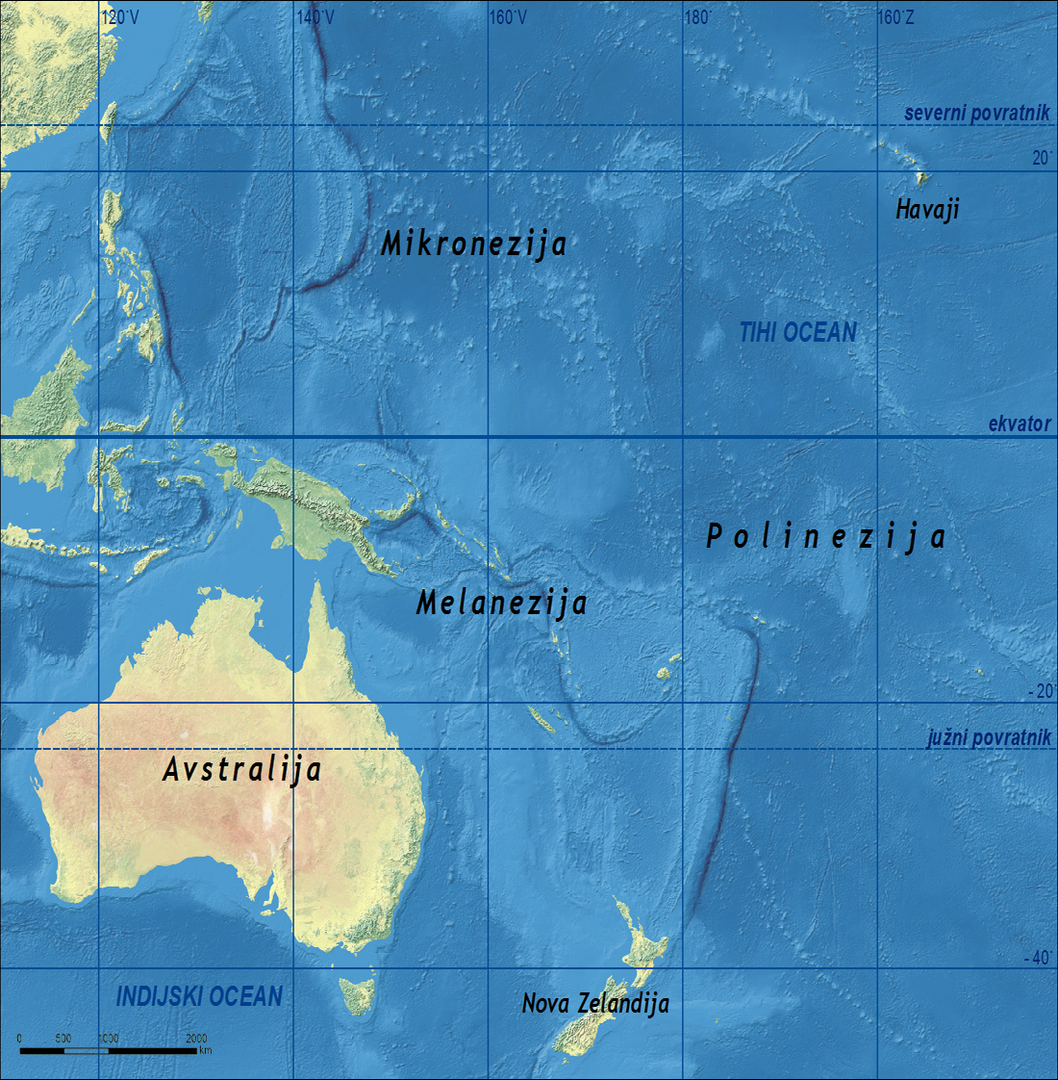 120°V 140°V 160°V 180° 160°Z
severni povratnik
20°
Havaji
Mikronezija
TIHI OCEAN
ekvator
Polinezija
Melanezija
- 20°
južni povratnik
Avstralija
- 40°
INDIJSKI OCEAN
Nova Zelandija
0 500 1000 2000
km